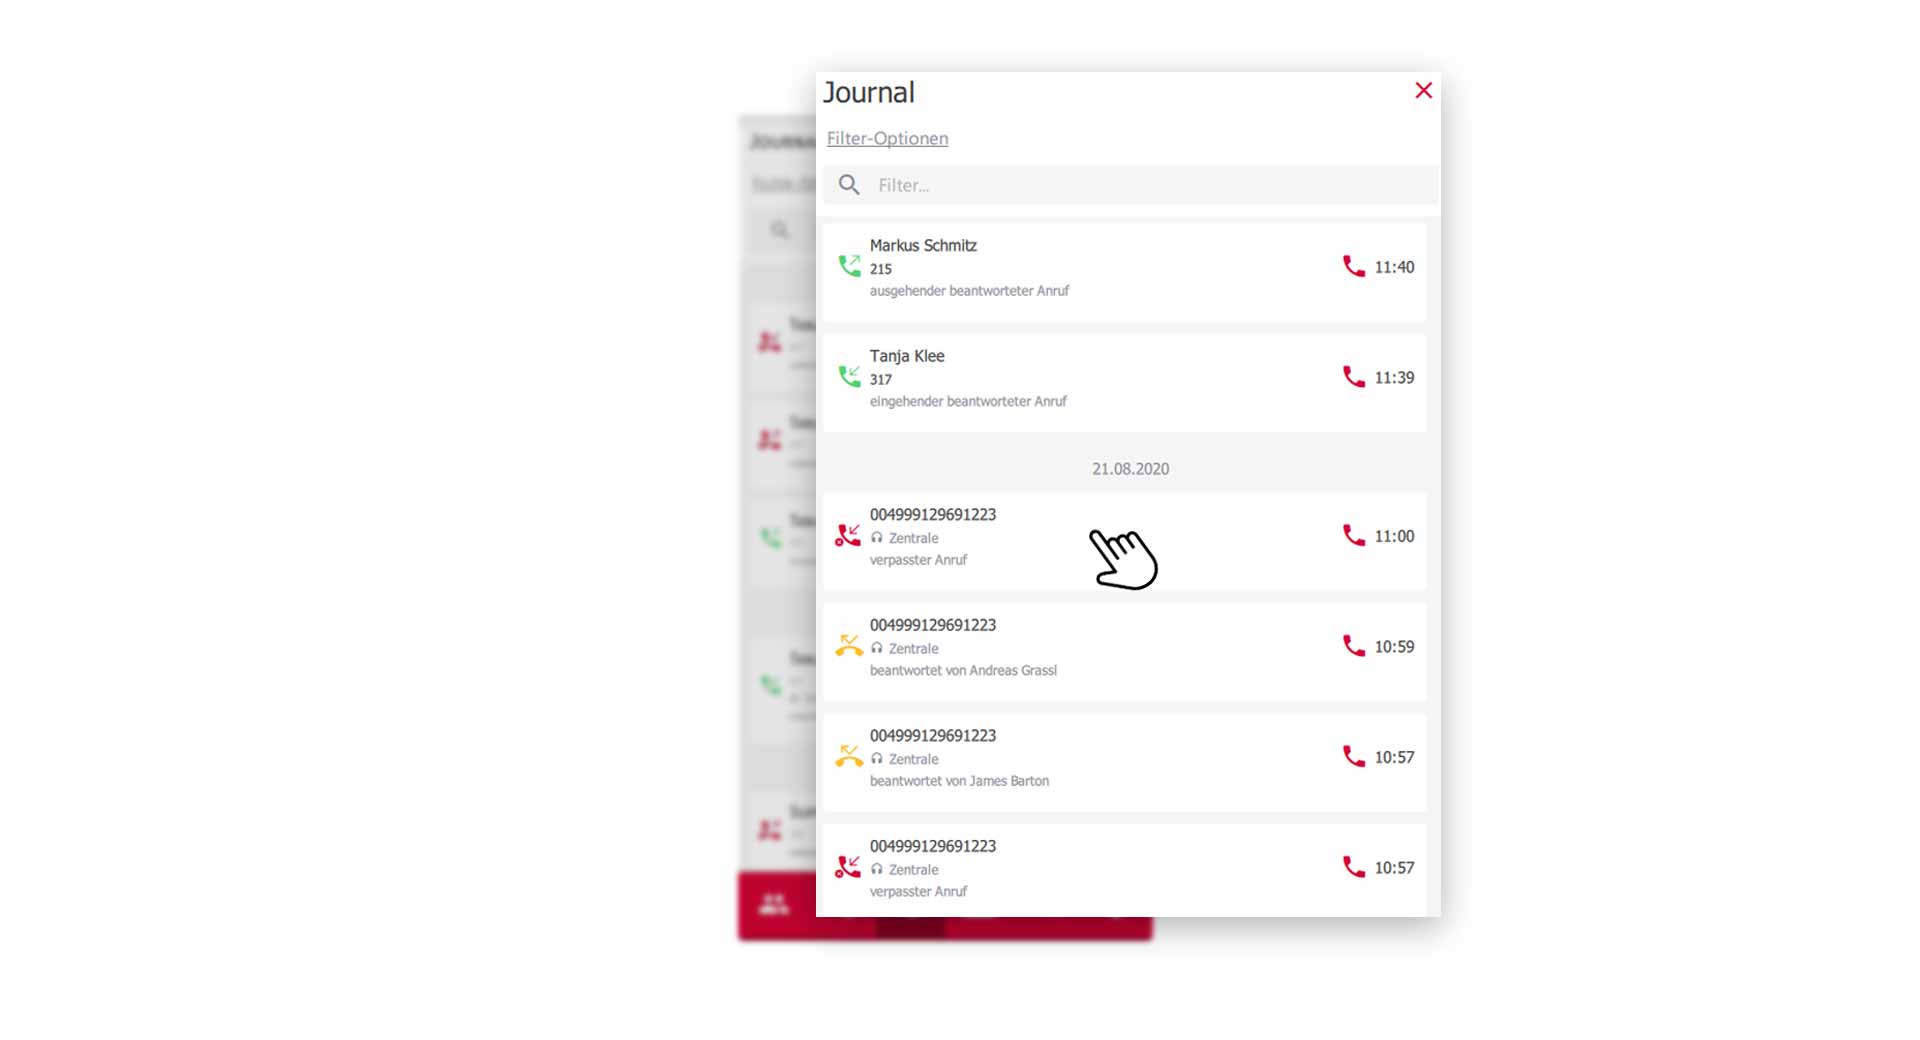 Journal
Filter-Optionen
Filter...
Markus Schmitz
215
ausgehender beantworteter Anruf
11:40
Tanja Klee
317
eingehender beantworteter Anruf
11:39
21.08.2020
004999129691223
Zentrale
verpasster Anruf
11:00
004999129691223
Zentrale
beantwortet von Andreas Grassl
10:59
004999129691223
Zentrale
beantwortet von James Barton
10:57
004999129691223
Zentrale
verpasster Anruf
10:57